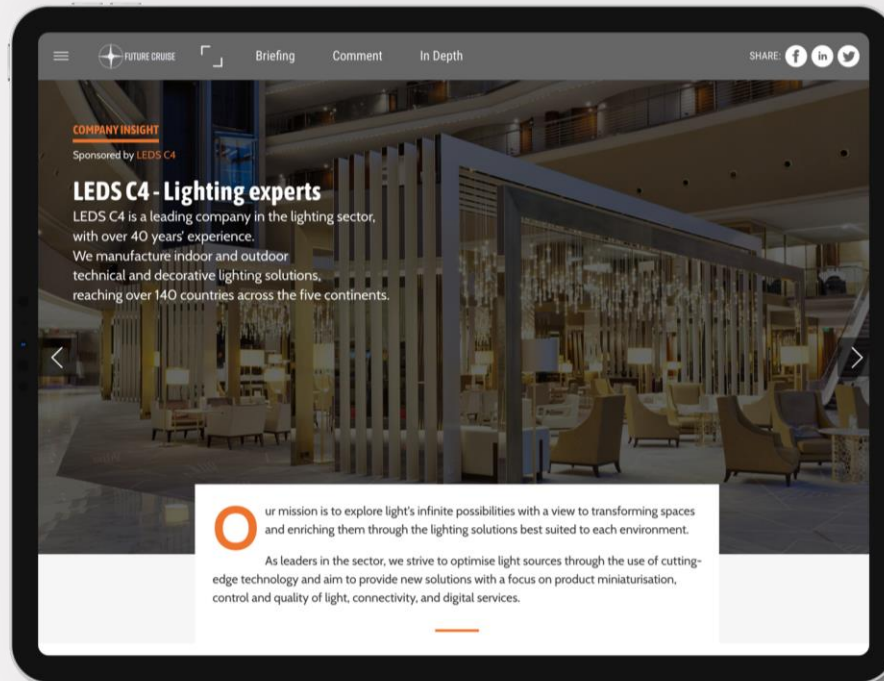 FUTURE CRUISE
Briefing
Comment
In Depth
SHARE:
COMPANY INSIGHT
Sponsored by LEDS C4
LEDS C4 - Lighting experts
LEDS C4 is a leading company in the lighting sector,
with over 40 years' experience.
We manufacture indoor and outdoor
technical and decorative lighting solutions,
reaching over 140 countries across the five continents.
Our mission is to explore light's infinite possibilities with a view to transforming spaces
and enriching them through the lighting solutions best suited to each environment.
As leaders in the sector, we strive to optimise light sources through the use of cutting-
edge technology and aim to provide new solutions with a focus on product miniaturisation,
control and quality of light, connectivity, and digital services.